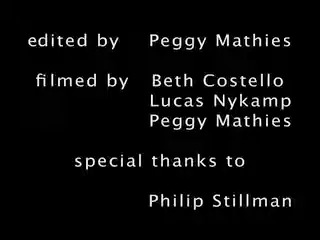 edited by Peggy Mathies
filmed by Beth Costello
Lucas Nykamp
Peggy Mathies
special thanks to
Philip Stillman